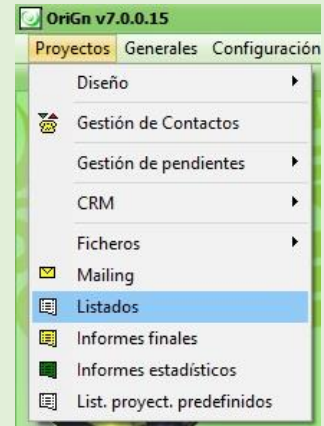 OriGn v7.0.0.15
Proyectos Generales Configuración
Diseño
Gestión de Contactos
Gestión de pendientes
CRM
Ficheros
Mailing
Listados
Informes finales
Informes estadísticos
List. proyect. predefinidos